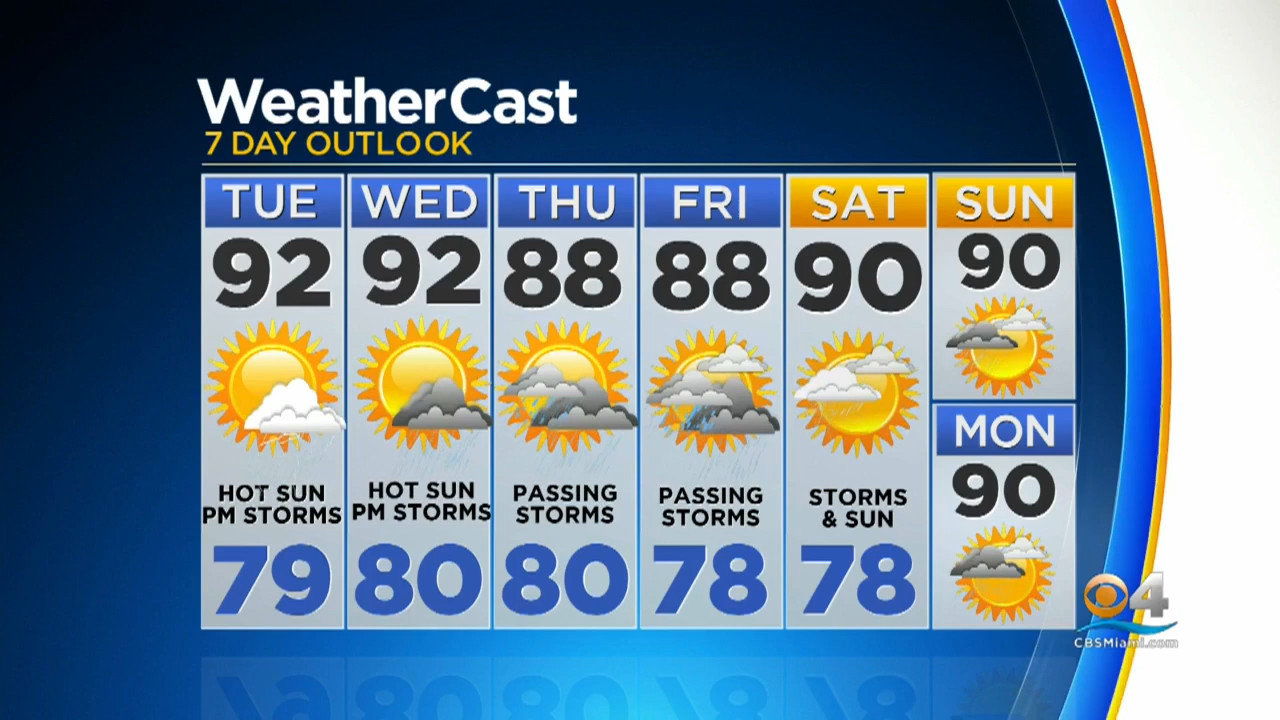 WeatherCast
7 DAY OUTLOOK
TUE
92
HOT SUN
PM STORMS
79
WED
92
HOT SUN
PM STORMS
80
THU
88
PASSING
STORMS
80
FRI
88
PASSING
STORMS
78
SAT
90
STORMS
& SUN
78
SUN
90
MON
90
4
CBSMiami.com